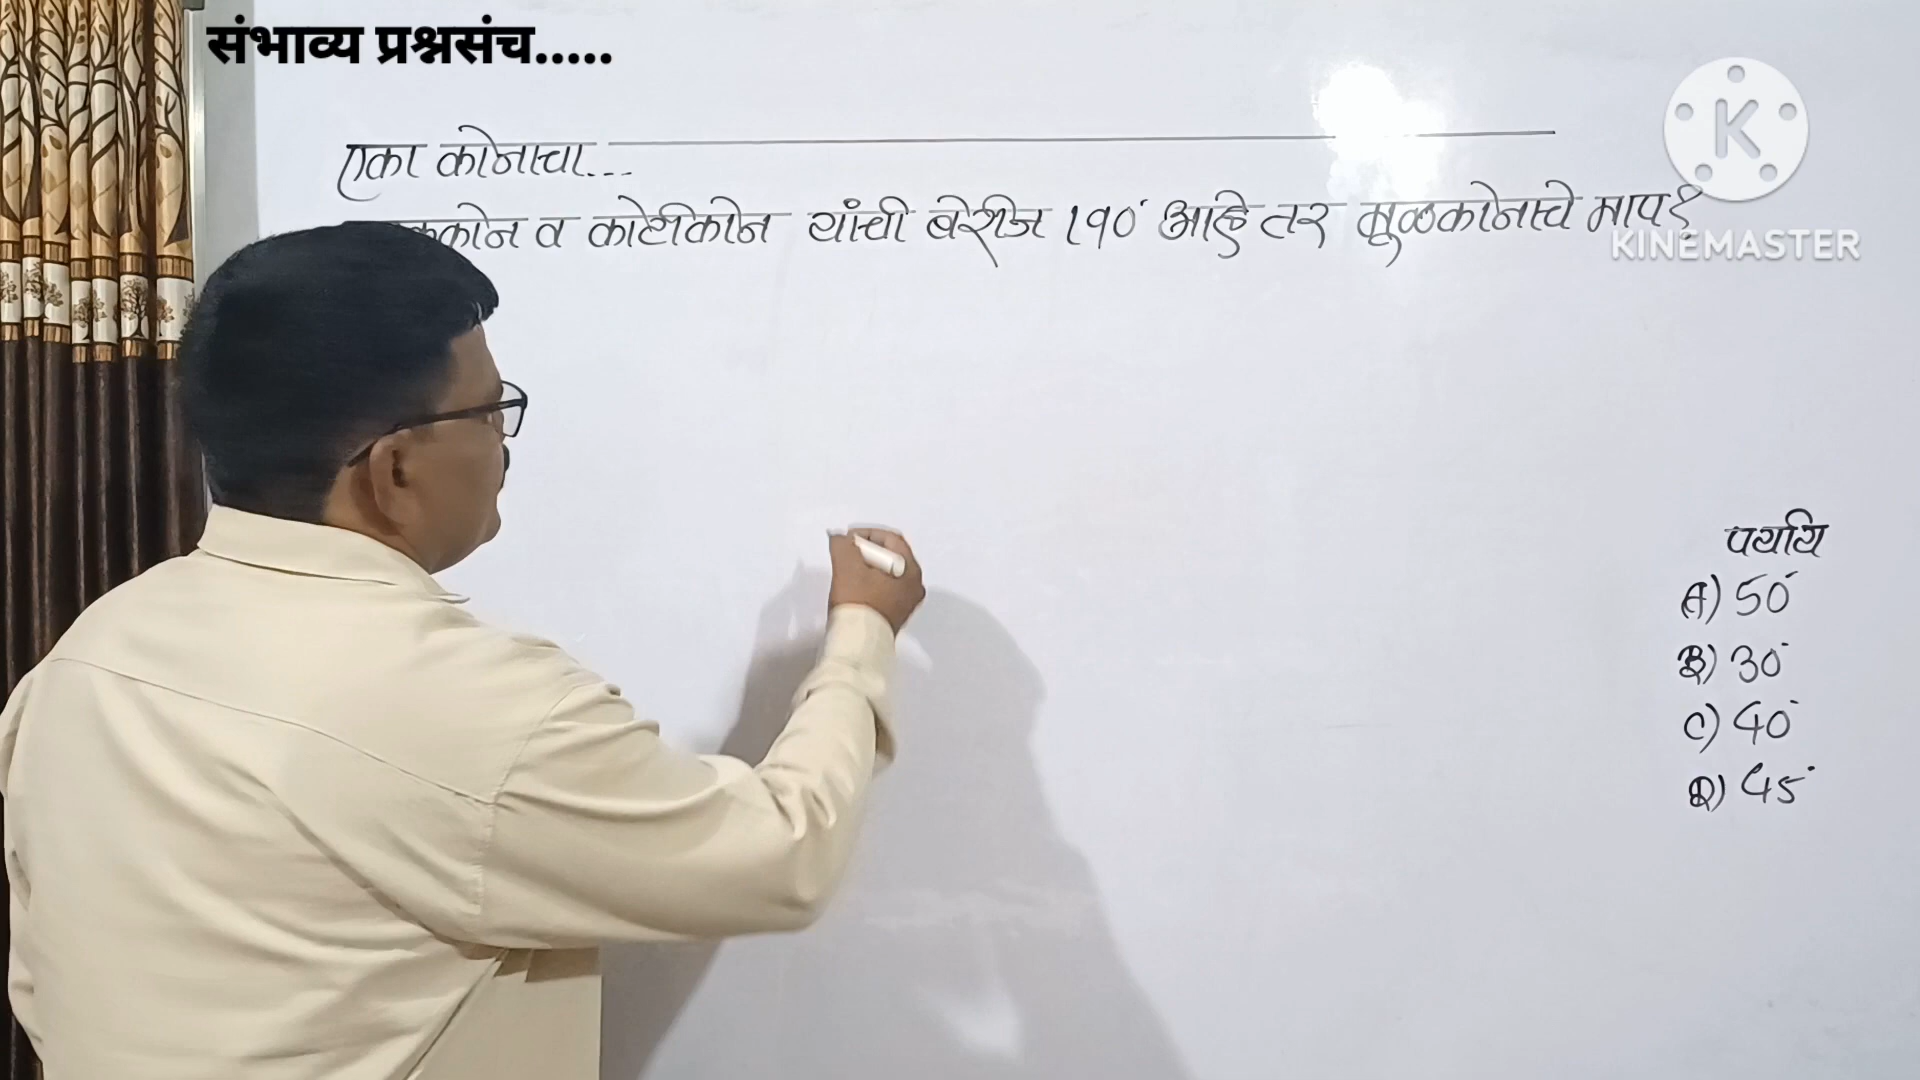 संभाव्य प्रश्नसंच.....
एका कोनाचा...
कोन व कोटीकोन यांची बेरीज 190° आहे तर मूळकोनाचे माप?
KINEMASTER
पर्याय
A) 50°
B) 30°
C) 40°
D) 45°